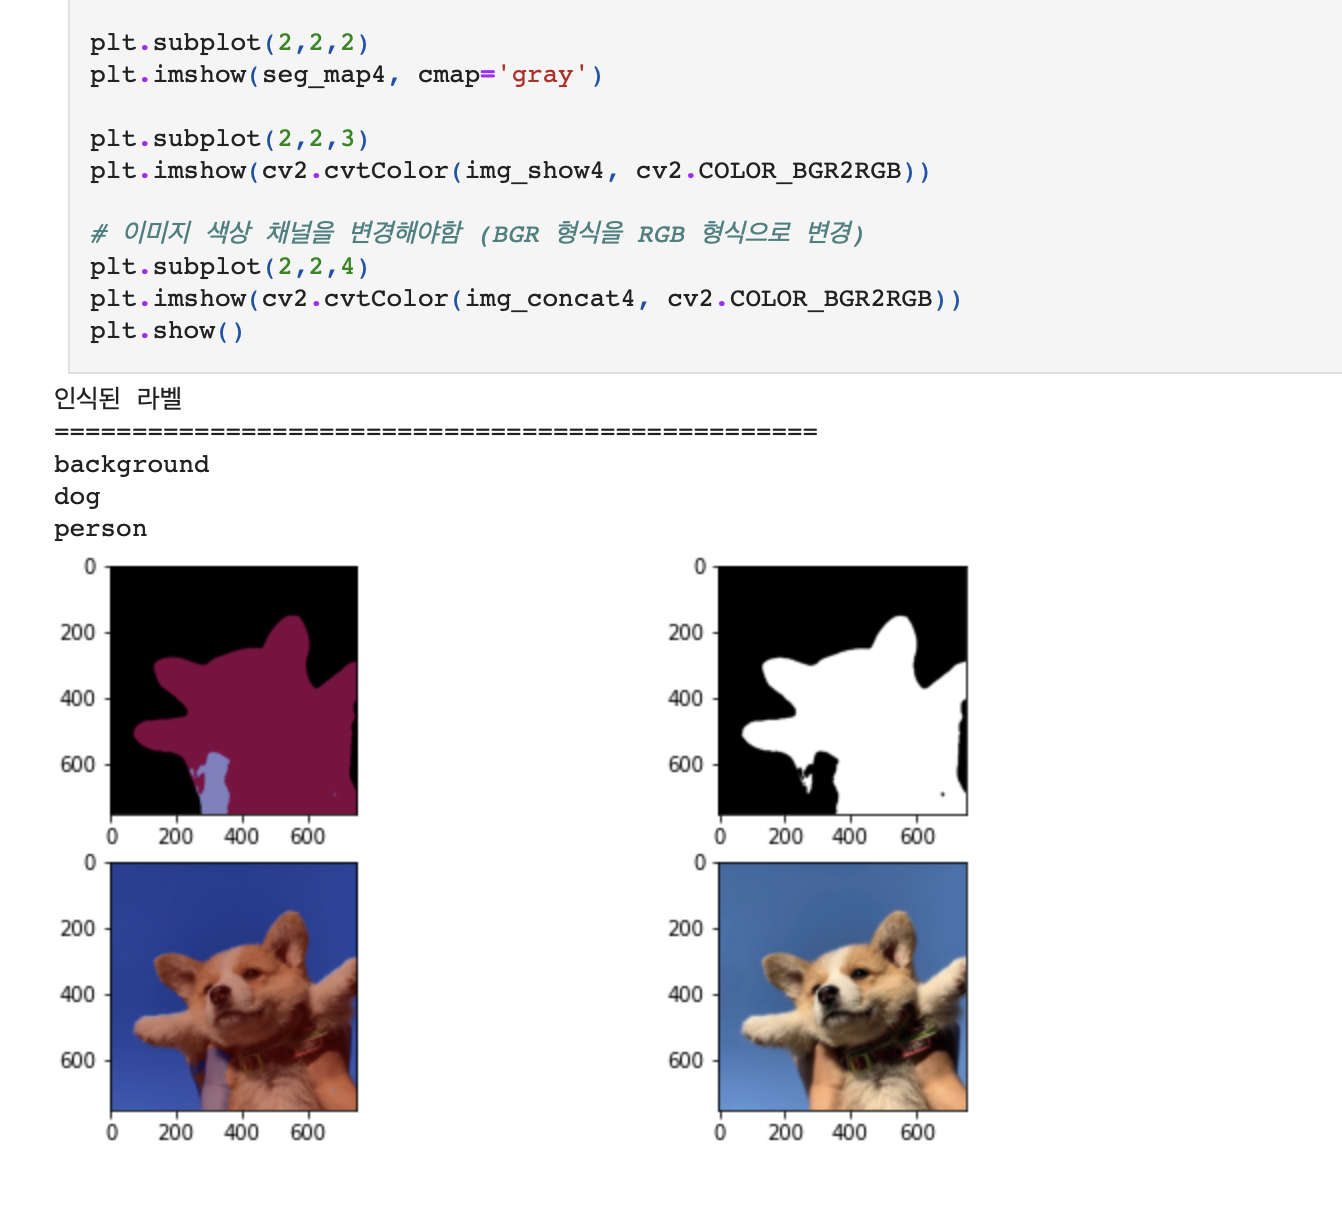 plt.subplot(2,2,2)
plt.imshow(seg_map4, cmap='gray')
plt.subplot(2,2,3)
plt.imshow(cv2.cvtColor(img_show4, cv2.COLOR_BGR2RGB))
# 이미지 색상 채널을 변경해야함 (BGR 형식을 RGB 형식으로 변경)
plt.subplot(2,2,4)
plt.imshow(cv2.cvtColor(img_concat4, cv2.COLOR_BGR2RGB))
plt.show()
인식된 라벨
=================================================
background
dog
person
0
200
400
600
0 200 400 600
0
200
400
600
0 200 400 600
0
200
400
600
0 200 400 600
0
200
400
600
0 200 400 600